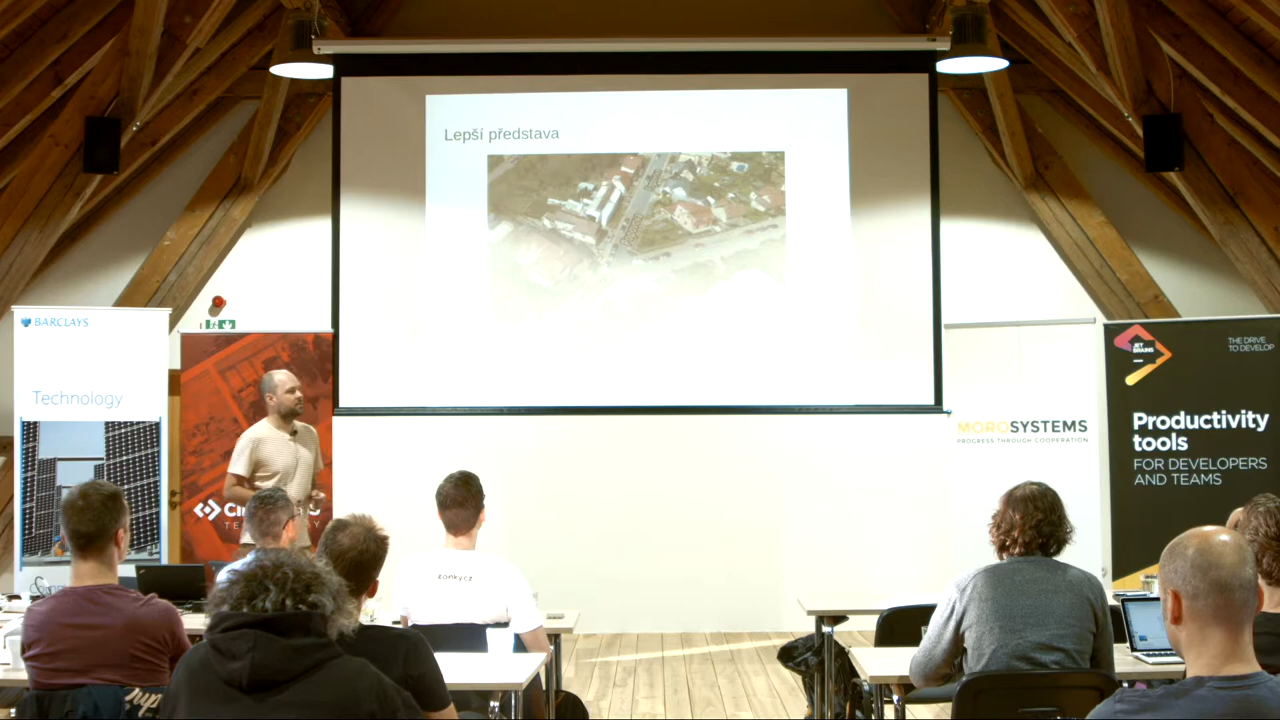 Lepší představa
BARCLAYS
Technology
JET
BRAINS
THE DRIVE
TO DEVELOP
MOROSYSTEMS
PROGRESS THROUGH COOPERATION
Productivity
tools
FOR DEVELOPERS
AND TEAMS
zonky.cz